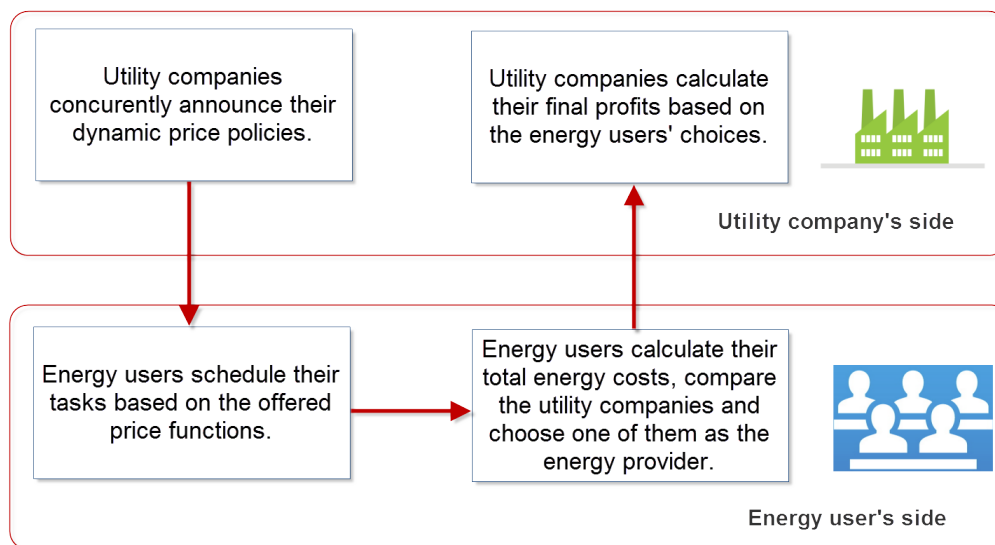 Utility companies
concurently announce their
dynamic price policies.
Utility companies calculate
their final profits based on
the energy users' choices.
Utility company's side
Energy users schedule their
tasks based on the offered
price functions.
Energy users calculate their
total energy costs, compare
the utility companies and
choose one of them as the
energy provider.
Energy user's side